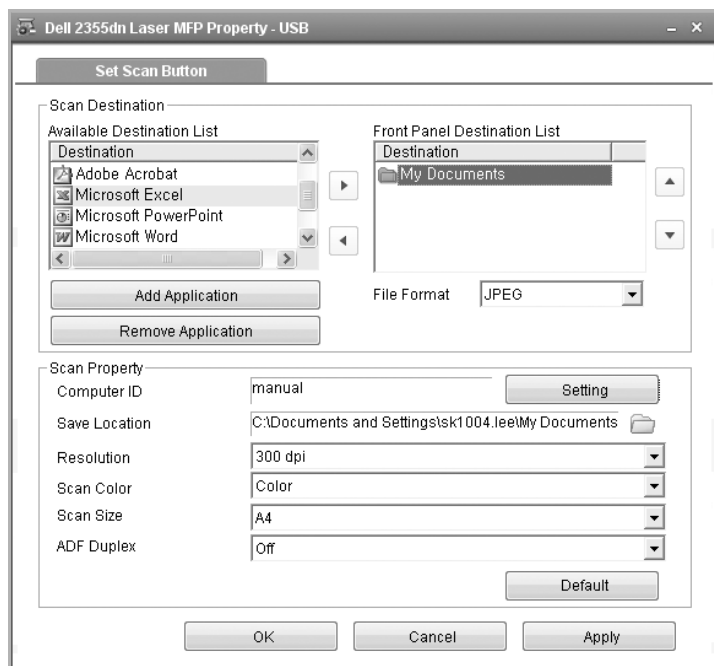 Dell 2355dn Laser MFP Property - USB
Set Scan Button
Scan Destination
Available Destination List
Destination
Adobe Acrobat
Microsoft Excel
Microsoft PowerPoint
Microsoft Word
Add Application
Remove Application
Front Panel Destination List
Destination
My Documents
File Format JPEG
Scan Property
Computer ID manual Setting
Save Location C:\Documents and Settings\sk1004.lee\My Documents
Resolution 300 dpi
Scan Color Color
Scan Size A4
ADF Duplex Off
Default
OK Cancel Apply